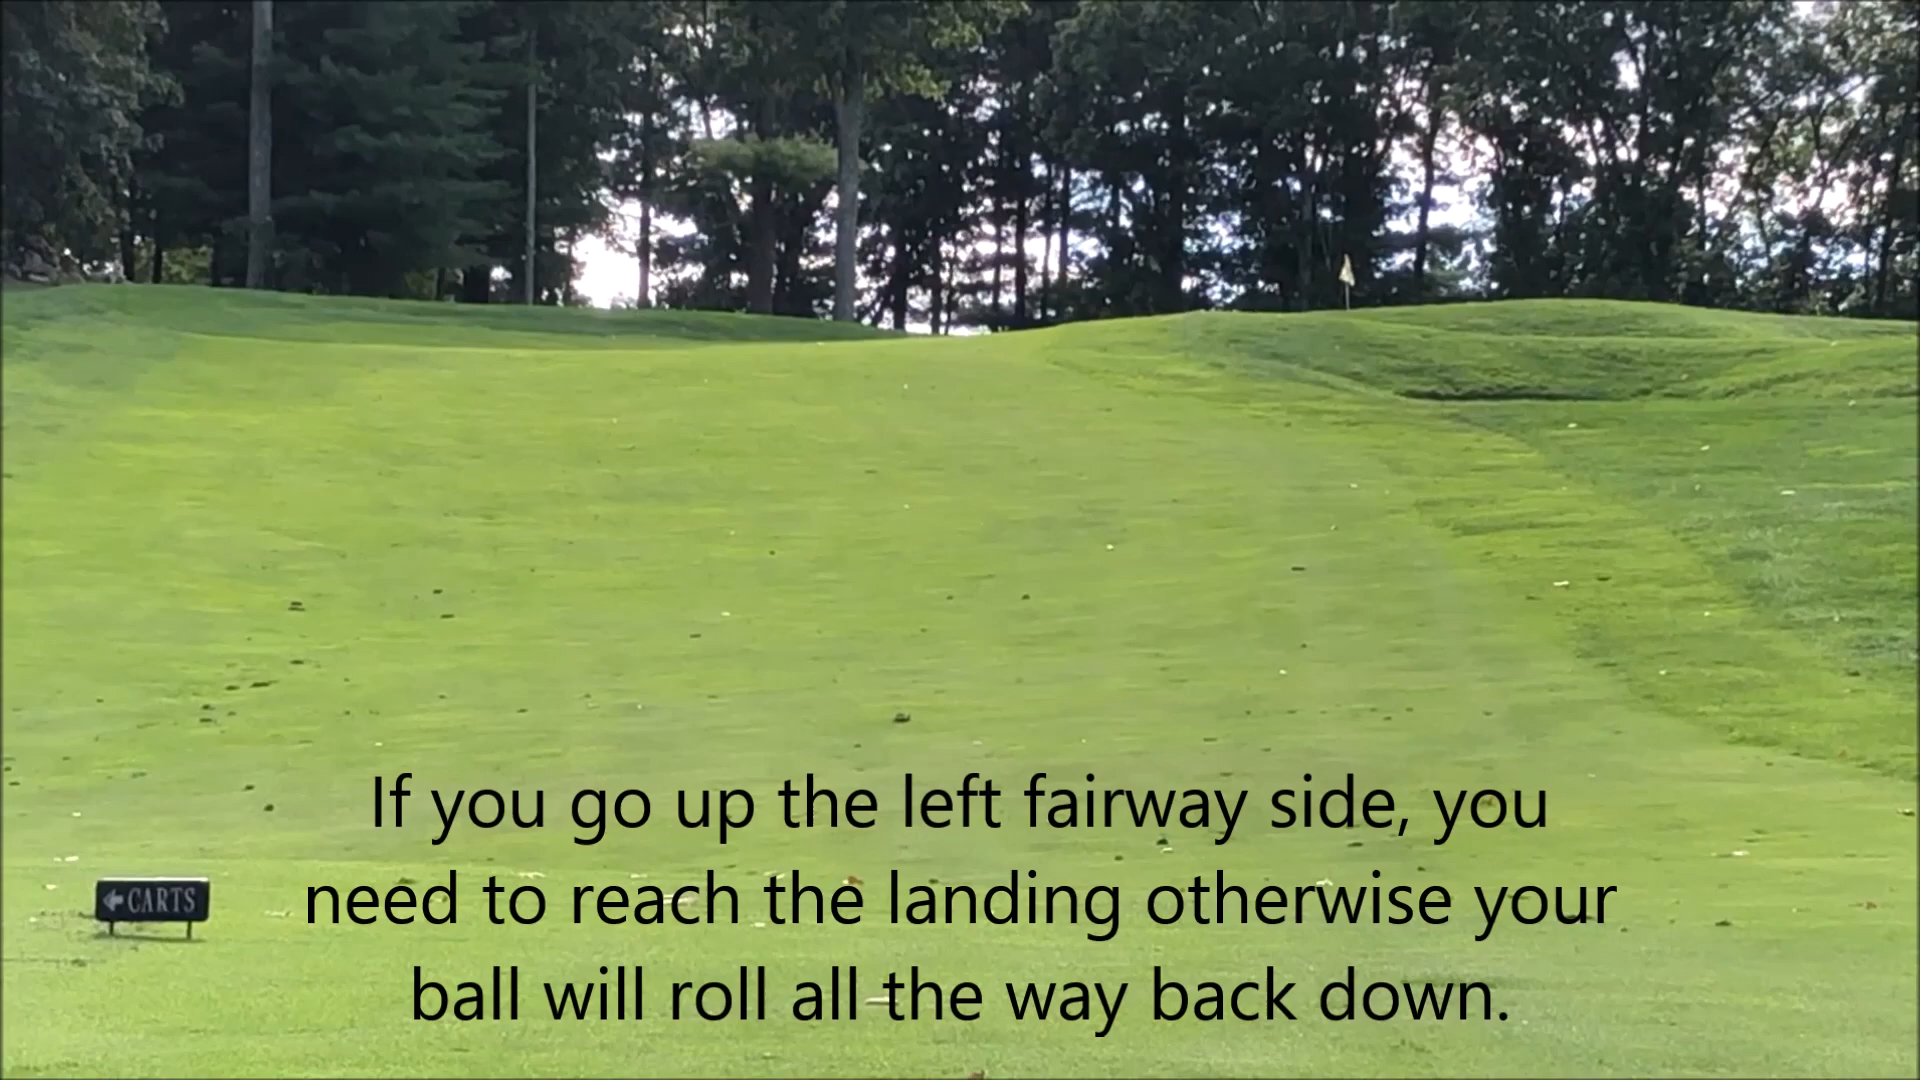 If you go up the left fairway side, you
need to reach the landing otherwise your
ball will roll all the way back down.
←CARTS